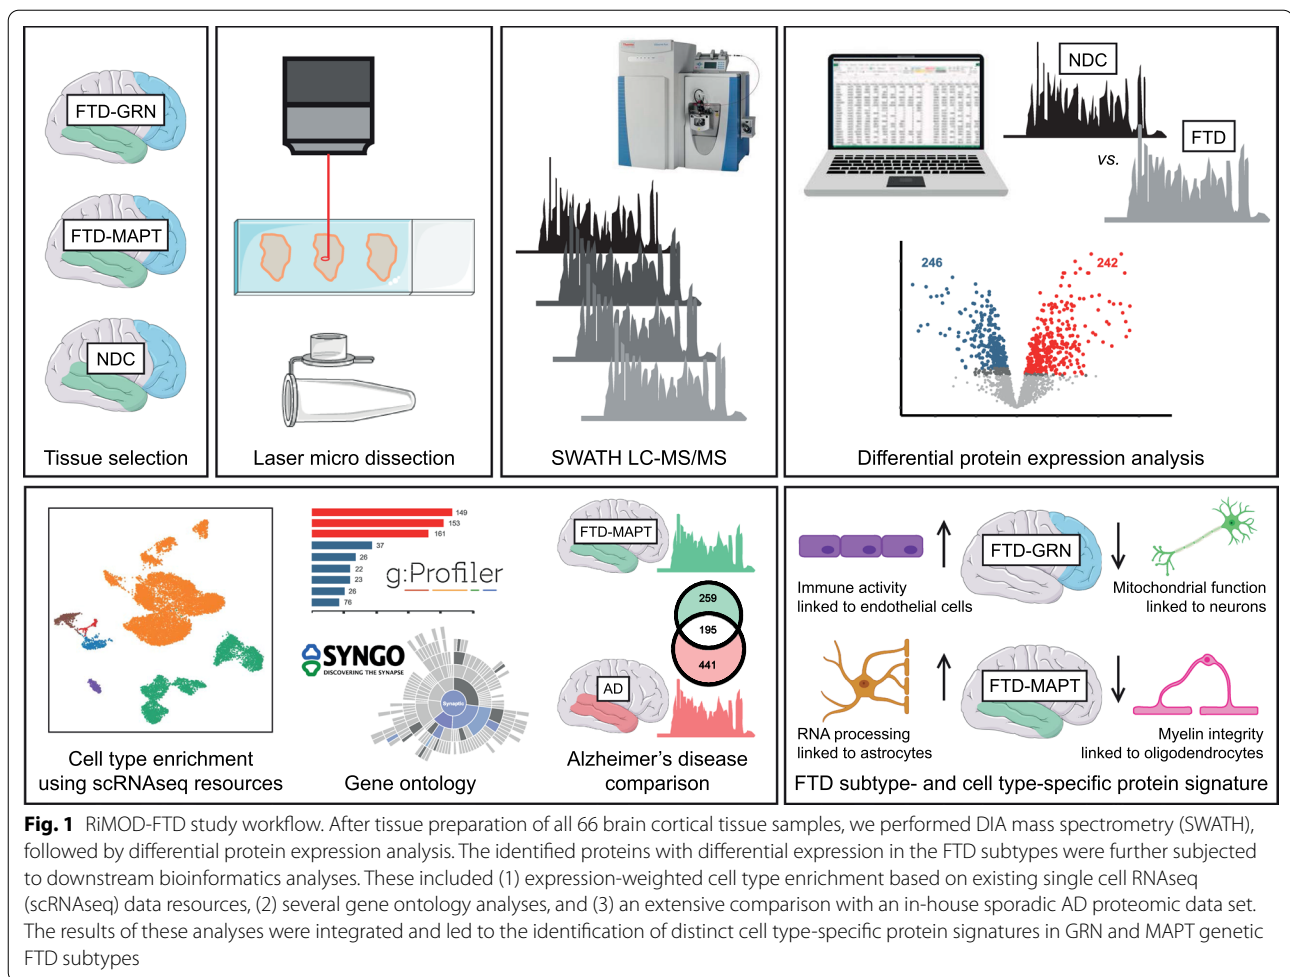 FTD-GRN
FTD-MAPT
NDC
Tissue selection
Laser micro dissection
SWATH LC-MS/MS
NDC
vs.
FTD
246
242
Differential protein expression analysis
Cell type enrichment
using scRNAseq resources
149
153
161
37
26
22
23
26
76
g:Profiler
SYNGO
DISCOVERING THE SYNAPSE
Synaptic
Gene ontology
FTD-MAPT
259
195
441
AD
Alzheimer's disease
comparison
Immune activity
linked to endothelial cells
FTD-GRN
Mitochondrial function
linked to neurons
RNA processing
linked to astrocytes
FTD-MAPT
Myelin integrity
linked to oligodendrocytes
FTD subtype- and cell type-specific protein signature
Fig. 1 RiMOD-FTD study workflow. After tissue preparation of all 66 brain cortical tissue samples, we performed DIA mass spectrometry (SWATH),
followed by differential protein expression analysis. The identified proteins with differential expression in the FTD subtypes were further subjected
to downstream bioinformatics analyses. These included (1) expression-weighted cell type enrichment based on existing single cell RNAseq
(scRNAseq) data resources, (2) several gene ontology analyses, and (3) an extensive comparison with an in-house sporadic AD proteomic data set.
The results of these analyses were integrated and led to the identification of distinct cell type-specific protein signatures in GRN and MAPT genetic
FTD subtypes